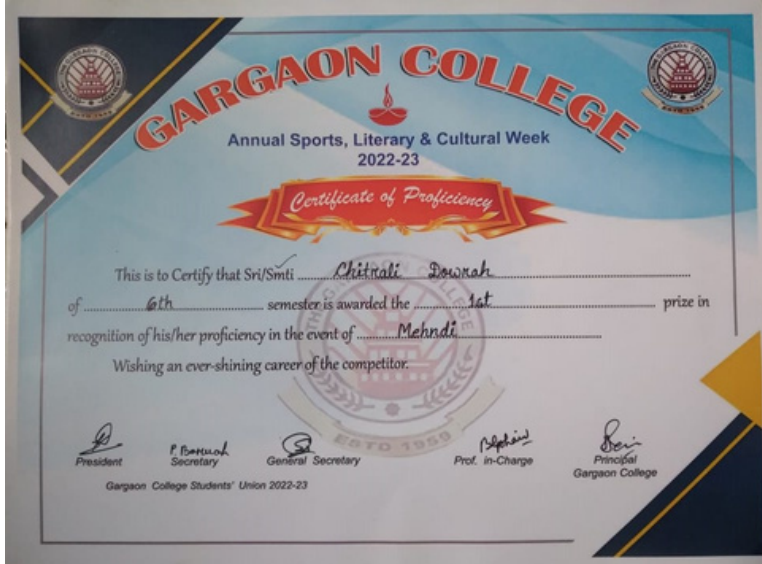 GARGAON COLLEGE
Annual Sports, Literary & Cultural Week
2022-23
Certificate of Proficiency
This is to Certify that Sri/Smti Chitrali Dowrah
of 6th semester is awarded the 1st prize in
recognition of his/her proficiency in the event of Mehndi
Wishing an ever-shining career of the competitor.
ESTD 1959
P. Boruah
President Secretary General Secretary Prof. in-Charge Principal
Gargaon College
Gargaon College Students' Union 2022-23